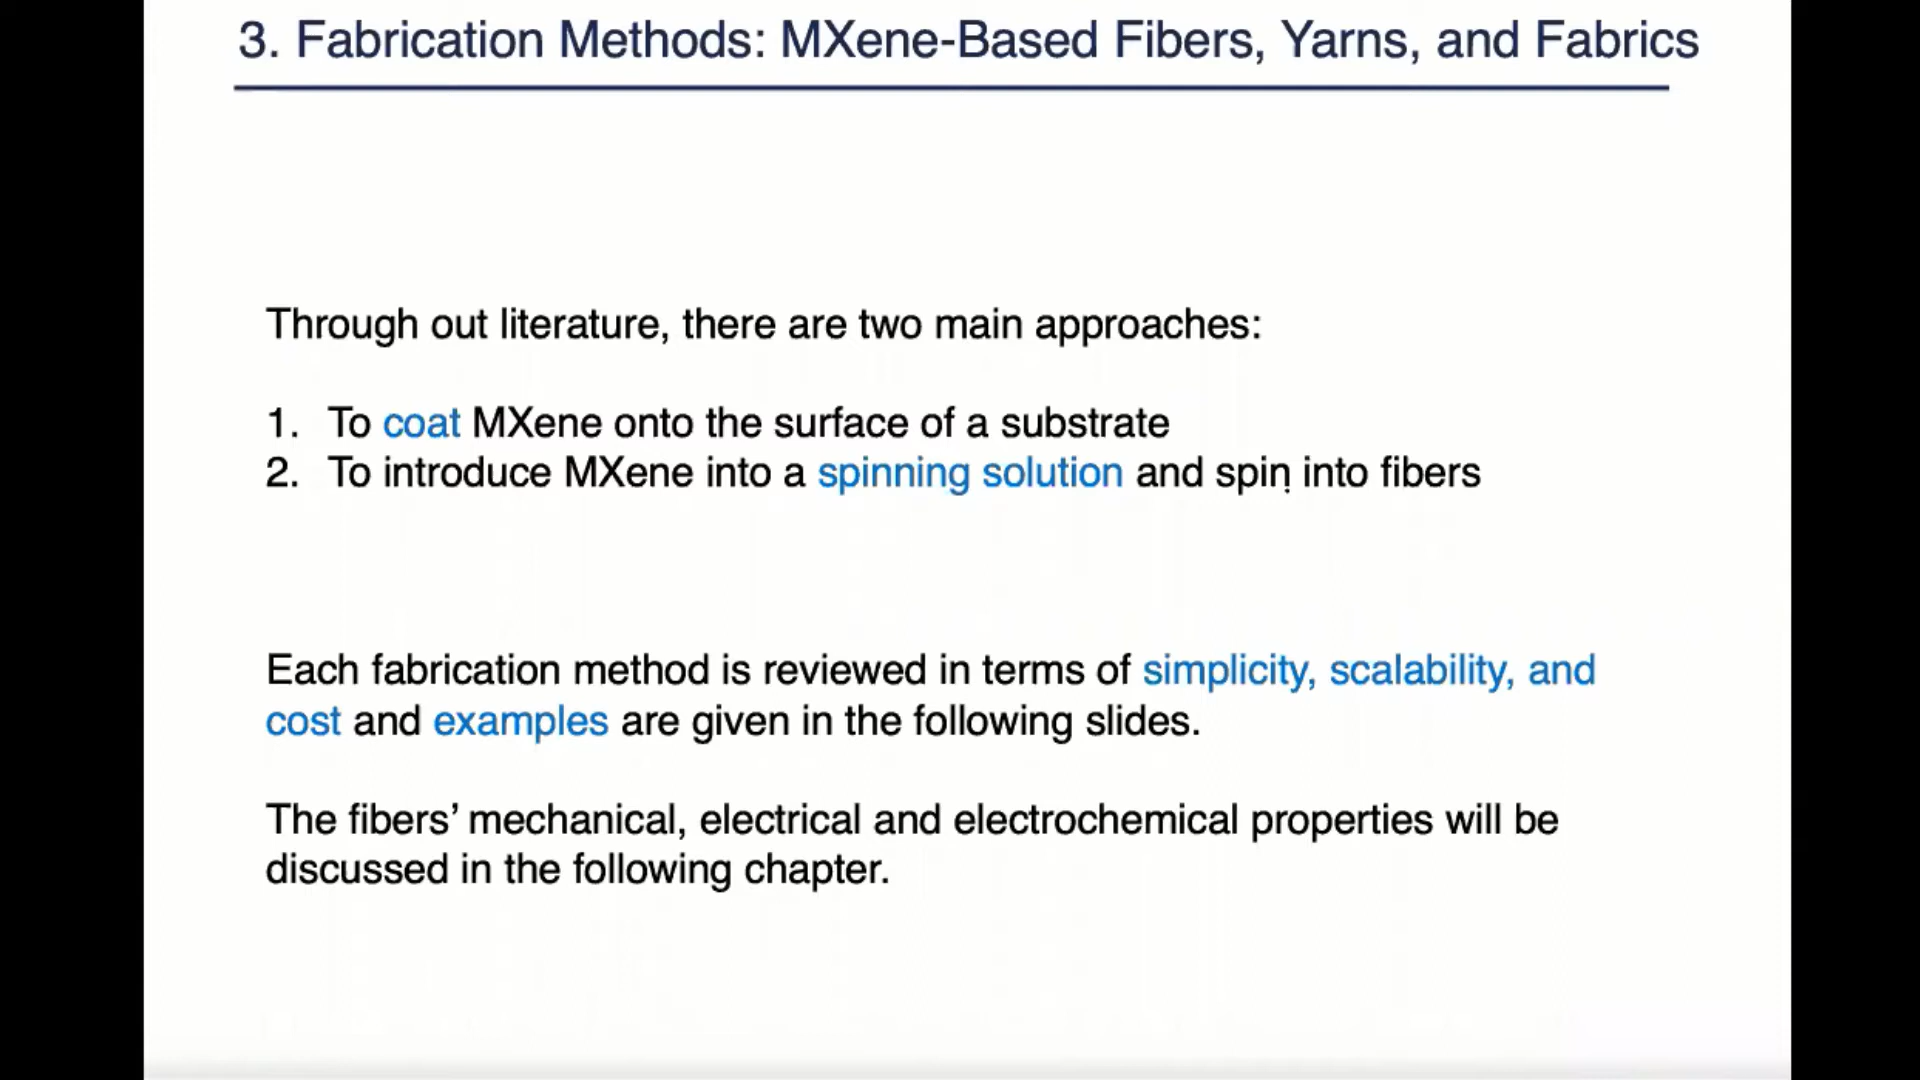 3. Fabrication Methods: MXene-Based Fibers, Yarns, and Fabrics
Through out literature, there are two main approaches:
1. To coat MXene onto the surface of a substrate
2. To introduce MXene into a spinning solution and spin into fibers
Each fabrication method is reviewed in terms of simplicity, scalability, and
cost and examples are given in the following slides.
The fibers’ mechanical, electrical and electrochemical properties will be
discussed in the following chapter.